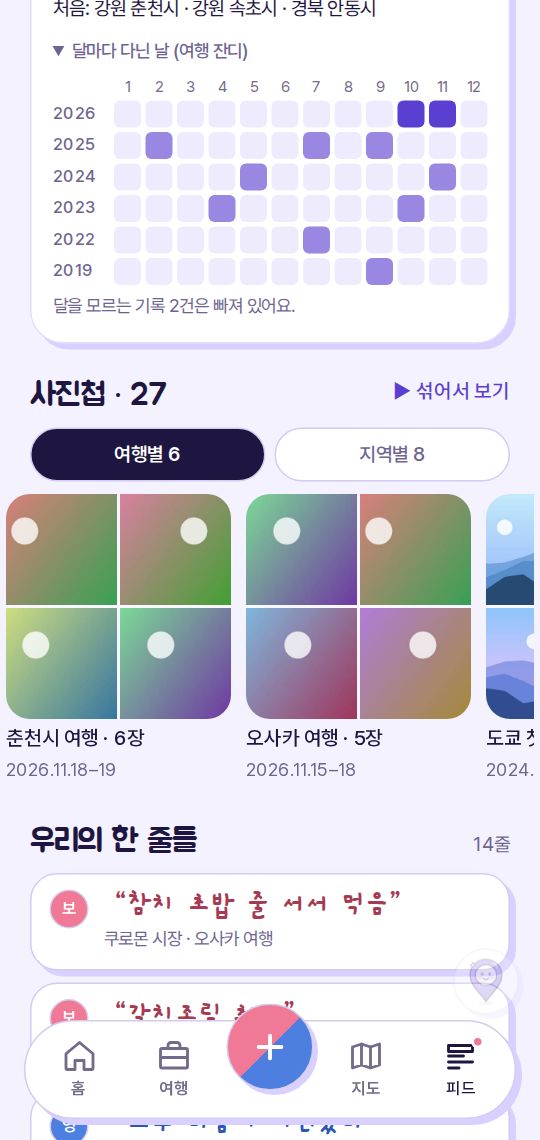 처음: 강원 춘천시 · 강원 속초시 · 경북 안동시
▼ 달마다 다닌 날 (여행 잔디)
1 2 3 4 5 6 7 8 9 10 11 12
2026
2025
2024
2023
2022
2019
달을 모르는 기록 2건은 빠져 있어요.
사진첩 · 27
▶ 섞어서 보기
여행별 6
지역별 8
춘천시 여행 · 6장
오사카 여행 · 5장
도쿄
2026.11.18–19
2026.11.15–18
2024.
우리의 한 줄들
14줄
보
“참치 초밥 줄 서서 먹음”
쿠로몬 시장 · 오사카 여행
보
“갈치조림
+
홈
여행
지도
피드